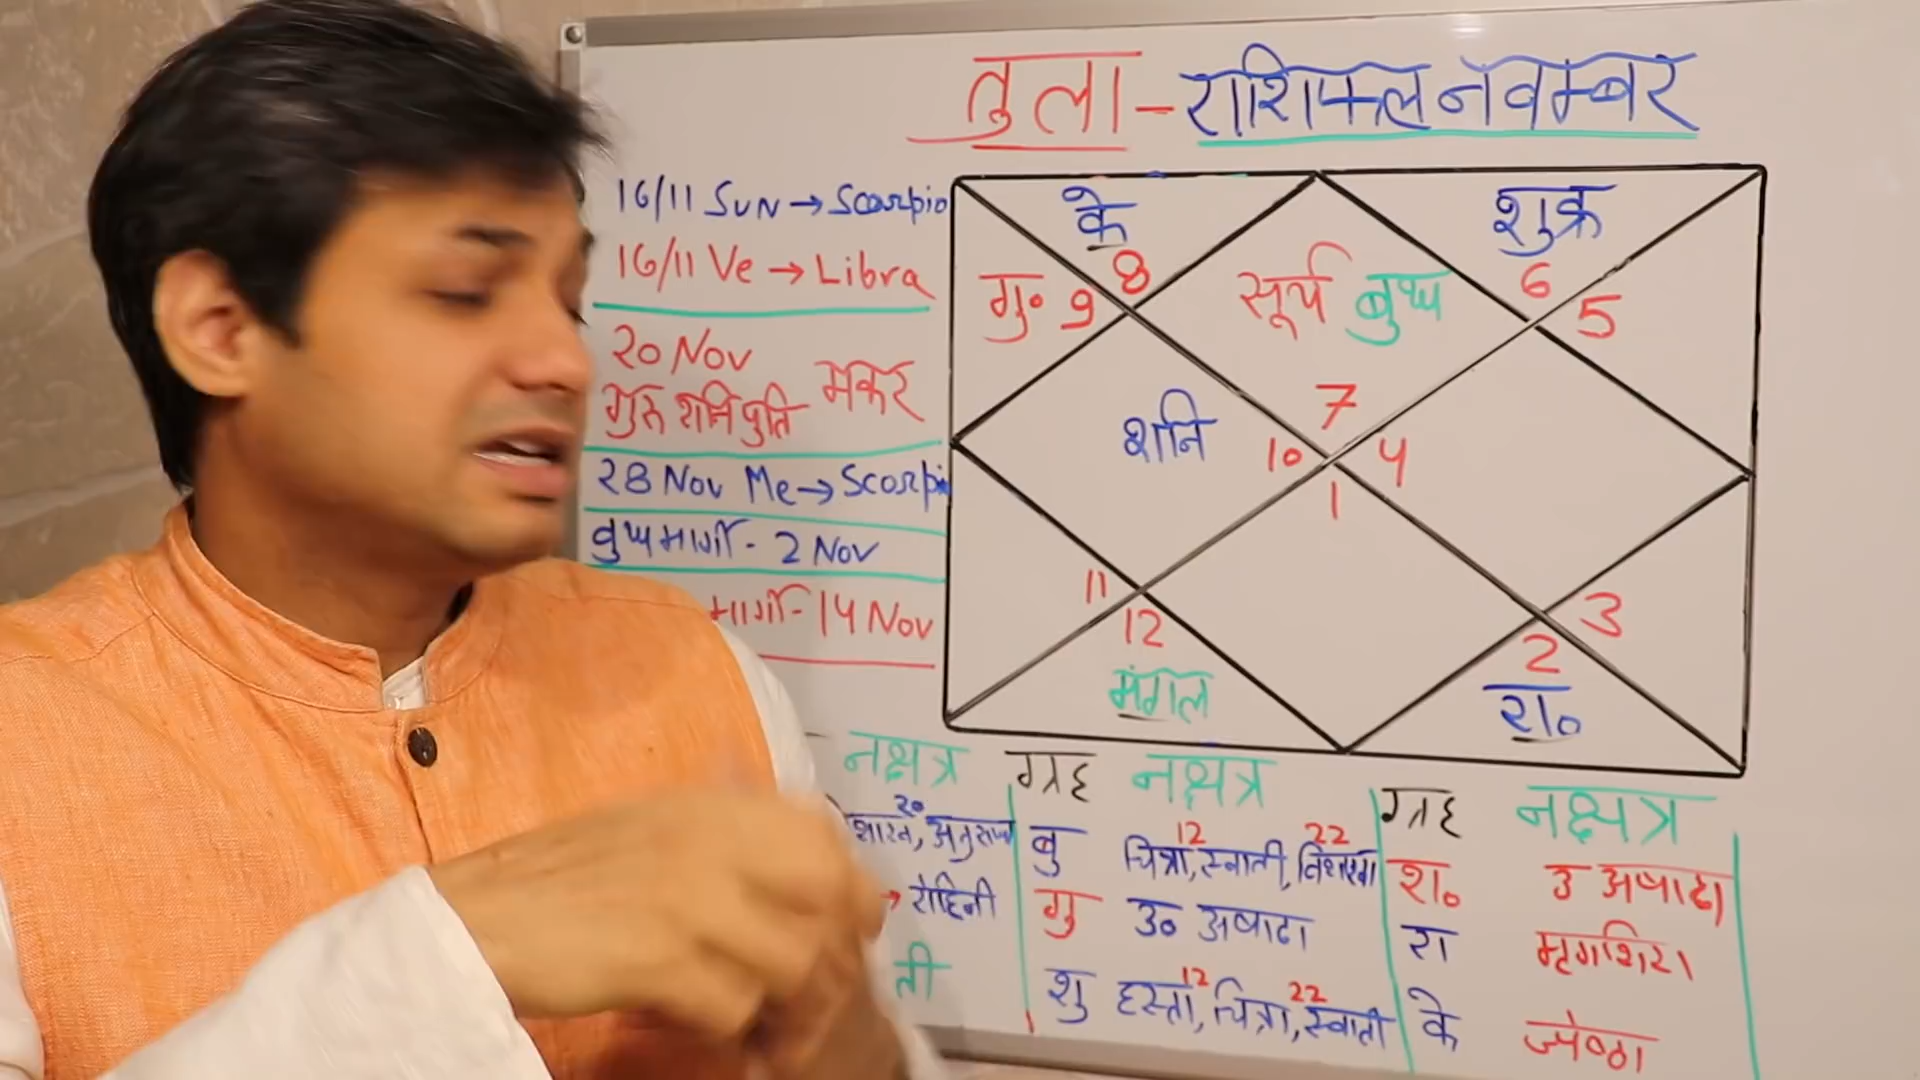 तुला - राशिफल नवम्बर
16/11 SUN → Scorpio
16/11 Ve → Libra
20 Nov
गुरु शनि युति मकर
28 Nov Me → Scorpio
बुध मार्गी - 2 Nov
मार्गी - 14 Nov
के
8
गु॰ 9
सूर्य बुध
7
शुक्र
6
5
शनि
10
4
1
11
12
मंगल
3
2
रा॰
नक्षत्र ग्रह नक्षत्र ग्रह नक्षत्र
20
12
22
बु चित्रा, स्वाती, विशाखा
श॰ उ अषाढा
→ रोहिनी
गु उ॰ अषाढा
रा मृगशिरा
ती
12
22
शु हस्ता, चित्रा, स्वाती
के ज्येष्ठा